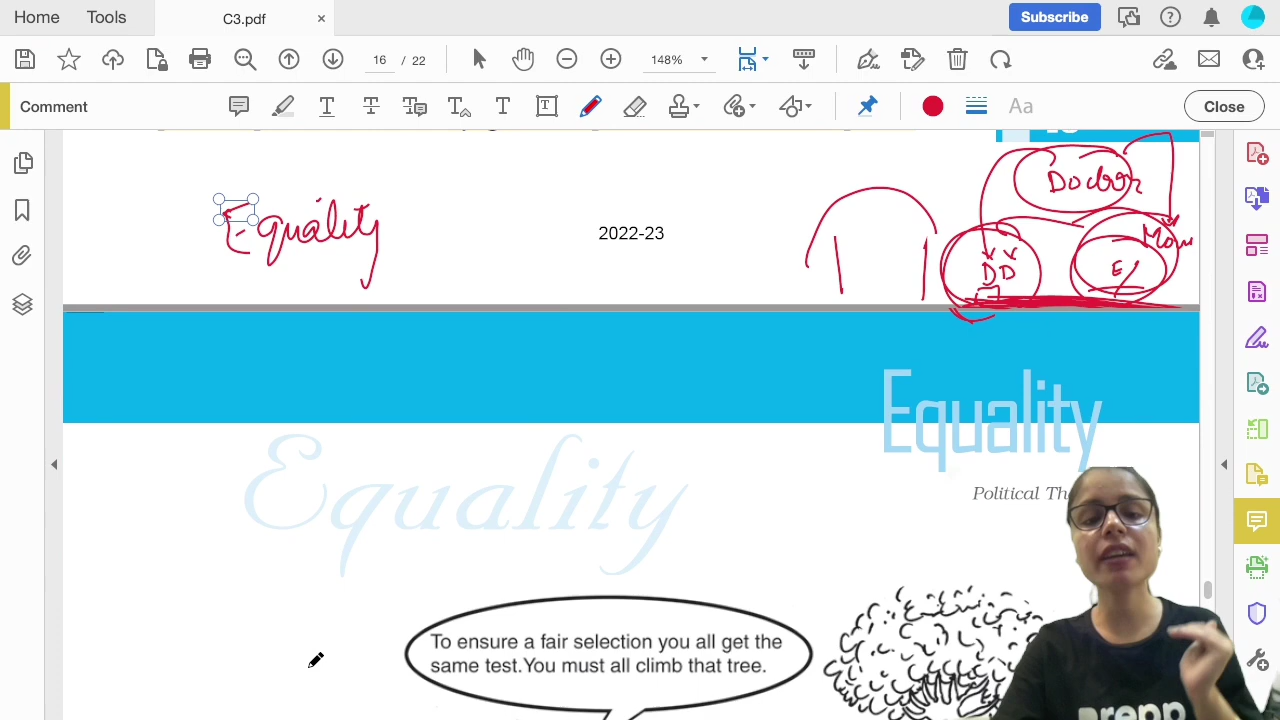 Home Tools C3.pdf × Subscribe
16 / 22 148%
Comment Close
Doctor
Equality
2022-23
DD
E
Equality
Equality
Political Th
To ensure a fair selection you all get the
same test.You must all climb that tree.
prepp